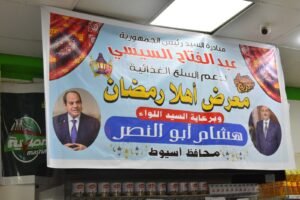 مبادرة السيد رئيس الجمهورية
عبد الفتاح السيسي
لدعم السلع الغذائية
معرض أهلا رمضان
وبرعاية السيد اللواء
هشام أبو النصر
محافظ أسيوط